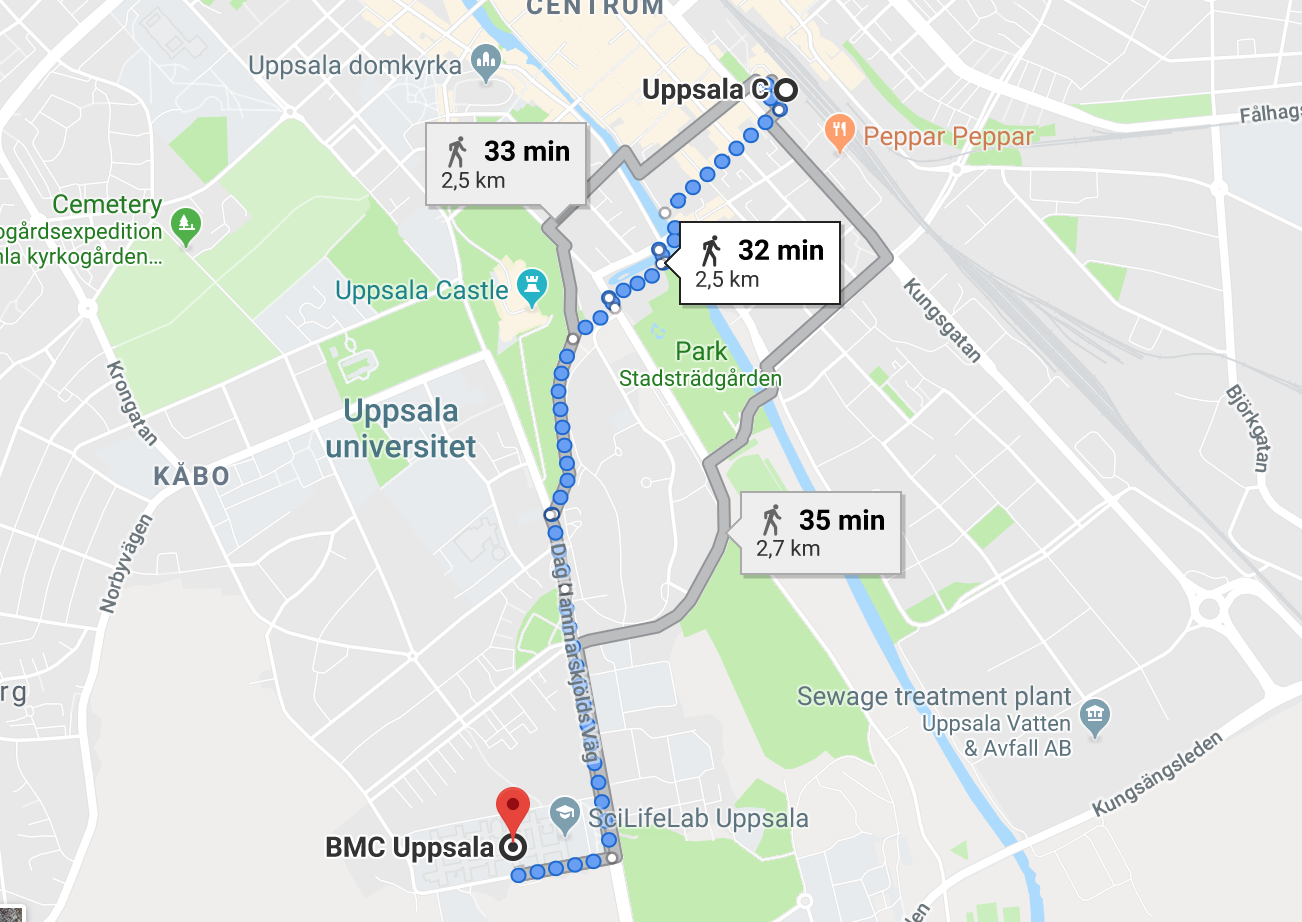 CENTRUM
Uppsala domkyrka
Uppsala C
Fålhags
Peppar Peppar
33 min
2,5 km
Cemetery
ogårdsexpedition
la kyrkogården...
32 min
2,5 km
Uppsala Castle
Kungsgatan
Park
Stadsträdgården
Krongatan
Uppsala
universitet
Björkgatan
KÅBO
35 min
2,7 km
Norbyvägen
Dag Hammarskjölds Väg
rg
Sewage treatment plant
Uppsala Vatten
& Avfall AB
Kungsängsleden
SciLifeLab Uppsala
BMC Uppsala
den